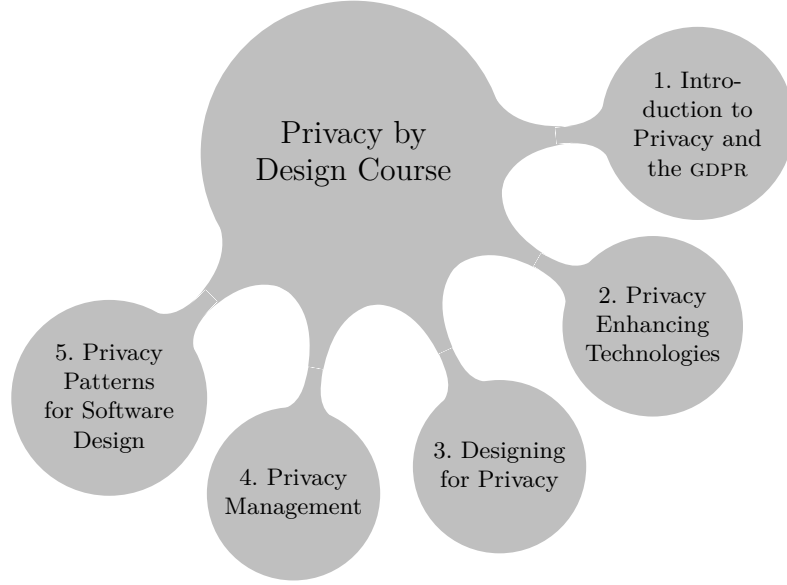 Privacy by
Design Course
1. Intro-
duction to
Privacy and
the GDPR
2. Privacy
Enhancing
Technologies
3. Designing
for Privacy
4. Privacy
Management
5. Privacy
Patterns
for Software
Design